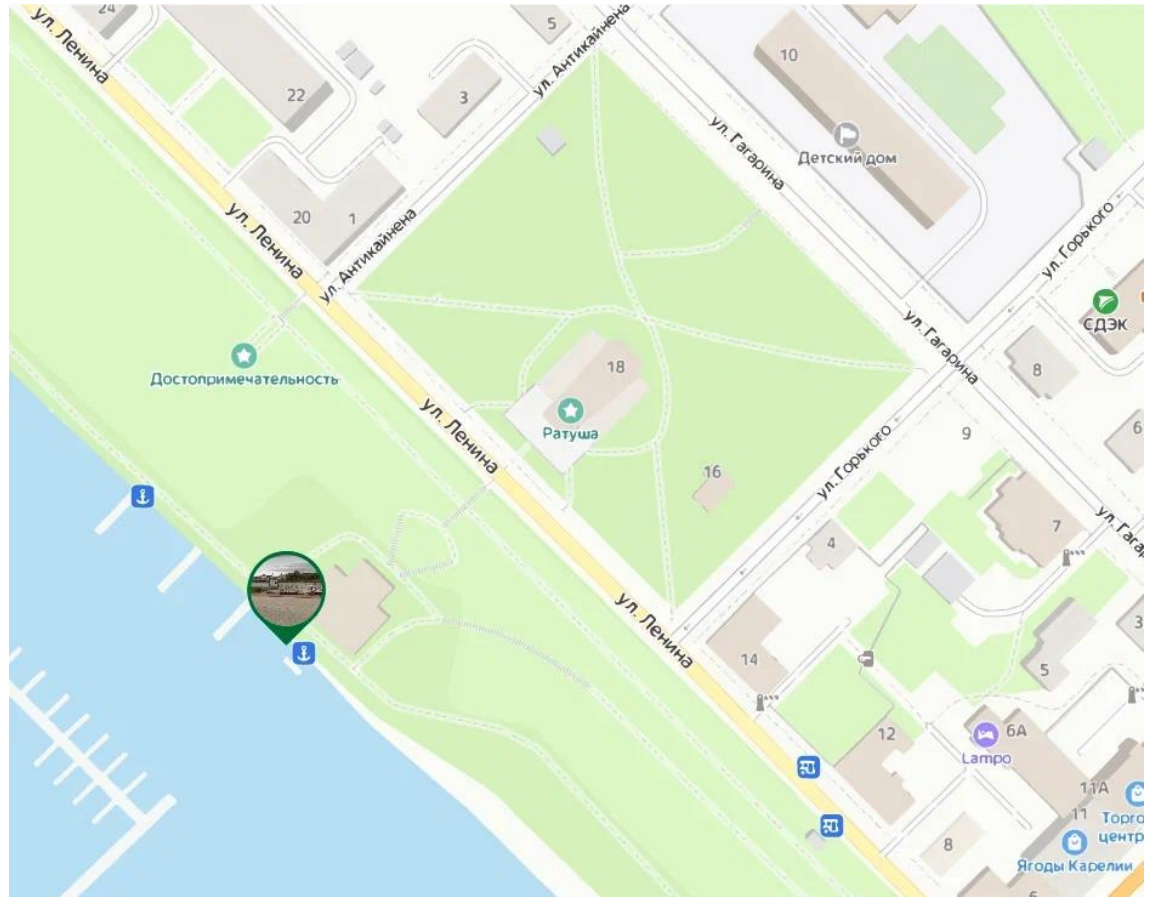 24
5
ул. Ленина
ул. Антикайнена
10
22
3
ул. Гагарина
Детский дом
20
1
ул. Ленина
ул. Антикайнена
ул. Горького
СДЭК
Достопримечательность
18
ул. Гагарина
8
Ратуша
ул. Ленина
9
6
16
ул. Горького
7
4
ул. Гага
3
ул. Ленина
14
5
12
6А
Lampo
11А
11
Торго
центр
8
Ягоды Карелии
6